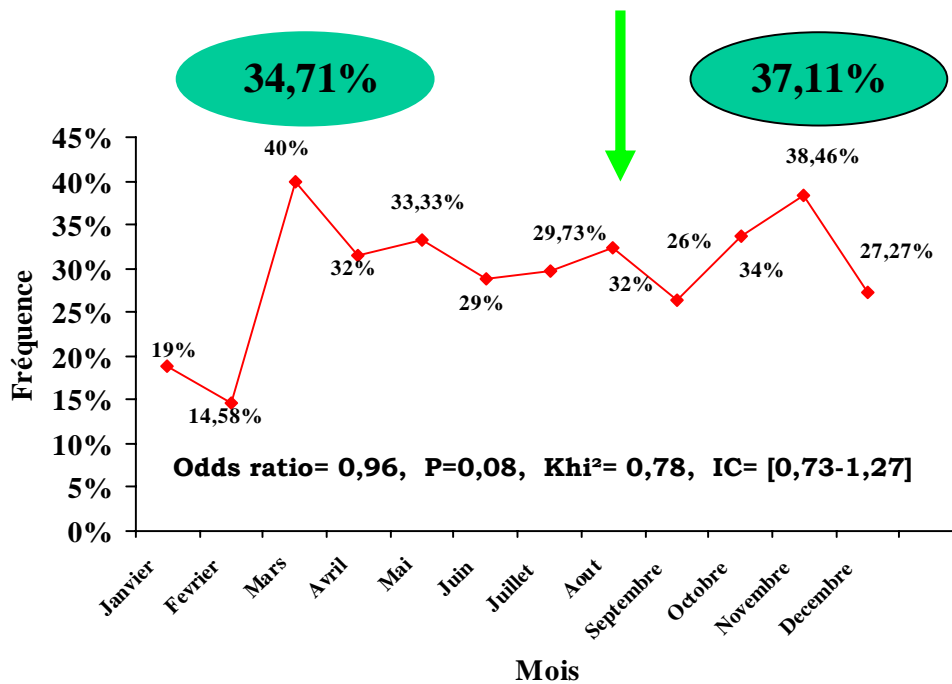 34,71%
37,11%
45%
40%
35%
30%
25%
20%
15%
10%
5%
0%
Fréquence
19%
14,58%
40%
32%
33,33%
29%
29,73%
32%
26%
34%
38,46%
27,27%
Odds ratio= 0,96, P=0,08, Khi²= 0,78, IC= [0,73-1,27]
Janvier
Fevrier
Mars
Avril
Mai
Juin
Juillet
Aout
Septembre
Octobre
Novembre
Decembre
Mois